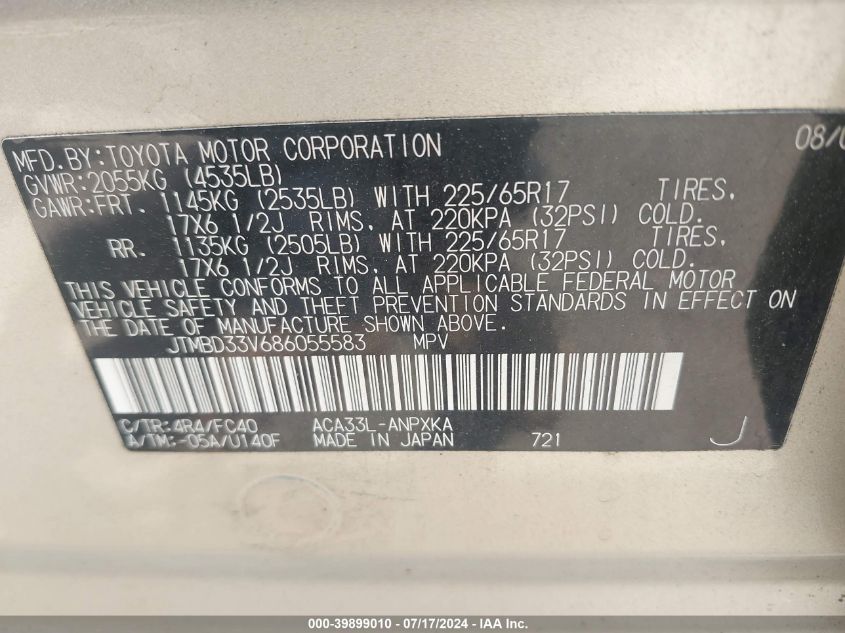 MFD.BY:TOYOTA MOTOR CORPORATION 08/0
GVWR:2055KG (4535LB)
GAWR:FRT. 1145KG (2535LB) WITH 225/65R17 TIRES,
17X6 1/2J RIMS, AT 220KPA (32PSI) COLD.
RR. 1135KG (2505LB) WITH 225/65R17 TIRES,
17X6 1/2J RIMS, AT 220KPA (32PSI) COLD.
THIS VEHICLE CONFORMS TO ALL APPLICABLE FEDERAL MOTOR
VEHICLE SAFETY AND THEFT PREVENTION STANDARDS IN EFFECT ON
THE DATE OF MANUFACTURE SHOWN ABOVE.
JTMBD33V686055583 MPV
C/TR:4R4/FC40 ACA33L-ANPXKA
A/TM:-05A/U140F MADE IN JAPAN 721 J
000-39899010 - 07/17/2024 - IAA Inc.